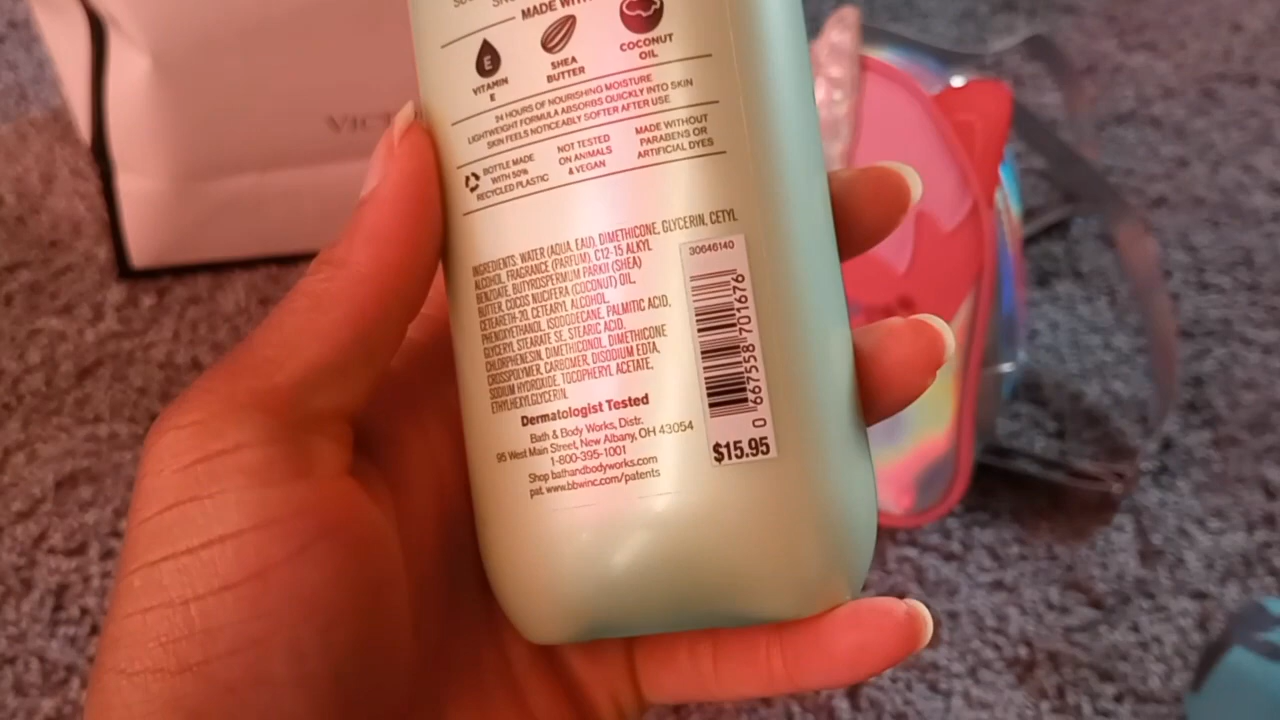 MADE WITH
VITAMIN
E
SHEA
BUTTER
COCONUT
OIL
24 HOURS OF NOURISHING MOISTURE
LIGHTWEIGHT FORMULA ABSORBS QUICKLY INTO SKIN
SKIN FEELS NOTICEABLY SOFTER AFTER USE
BOTTLE MADE
WITH 50%
RECYCLED PLASTIC
NOT TESTED
ON ANIMALS
& VEGAN
MADE WITHOUT
PARABENS OR
ARTIFICIAL DYES
INGREDIENTS: WATER (AQUA, EAU), DIMETHICONE, GLYCERIN, CETYL
ALCOHOL, FRAGRANCE (PARFUM), C12-15 ALKYL
BENZOATE, BUTYROSPERMUM PARKII (SHEA)
BUTTER, COCOS NUCIFERA (COCONUT) OIL,
CETEARETH-20, CETEARYL ALCOHOL,
PHENOXYETHANOL, ISODODECANE, PALMITIC ACID,
GLYCERYL STEARATE SE, STEARIC ACID,
CHLORPHENESIN, DIMETHICONOL, DIMETHICONE
CROSSPOLYMER, CARBOMER, DISODIUM EDTA,
SODIUM HYDROXIDE, TOCOPHERYL ACETATE,
ETHYLHEXYLGLYCERIN.
30646140
0 667558 701676
$15.95
Dermatologist Tested
Bath & Body Works, Distr.
95 West Main Street, New Albany, OH 43054
1-800-395-1001
Shop bathandbodyworks.com
pat. www.bbwinc.com/patents